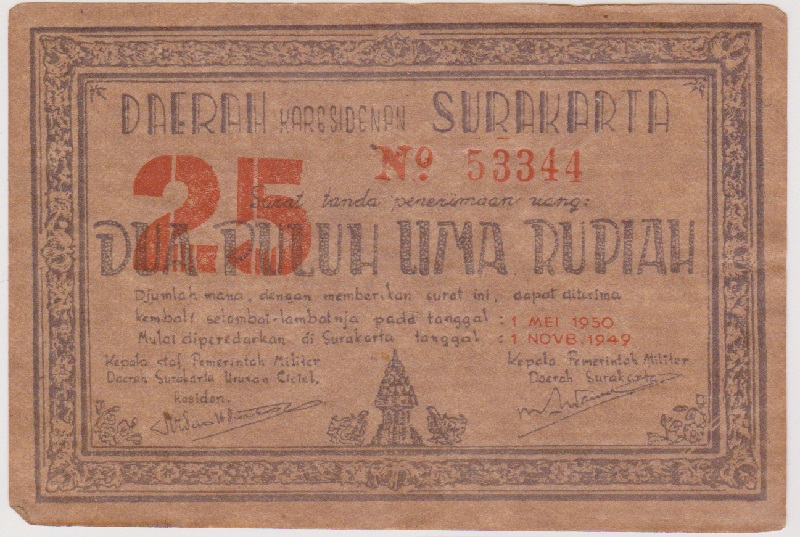 DAERAH KARESIDENAN SURAKARTA
25
No. 53344
Surat tanda penerimaan uang:
DUA PULUH LIMA RUPIAH
Djumlah mana, dengan memberikan surat ini, dapat diterima
kembali selambat-lambatnja pada tanggal : 1 MEI 1950
Mulai diperedarkan di Surakarta tanggal : 1 NOVB. 1949
Kepala Staf Pemerintah Militer
Daerah Surakarta Urusan Ciciel,
Residen.
Kepala Pemerintah Militer
Daerah Surakarta.